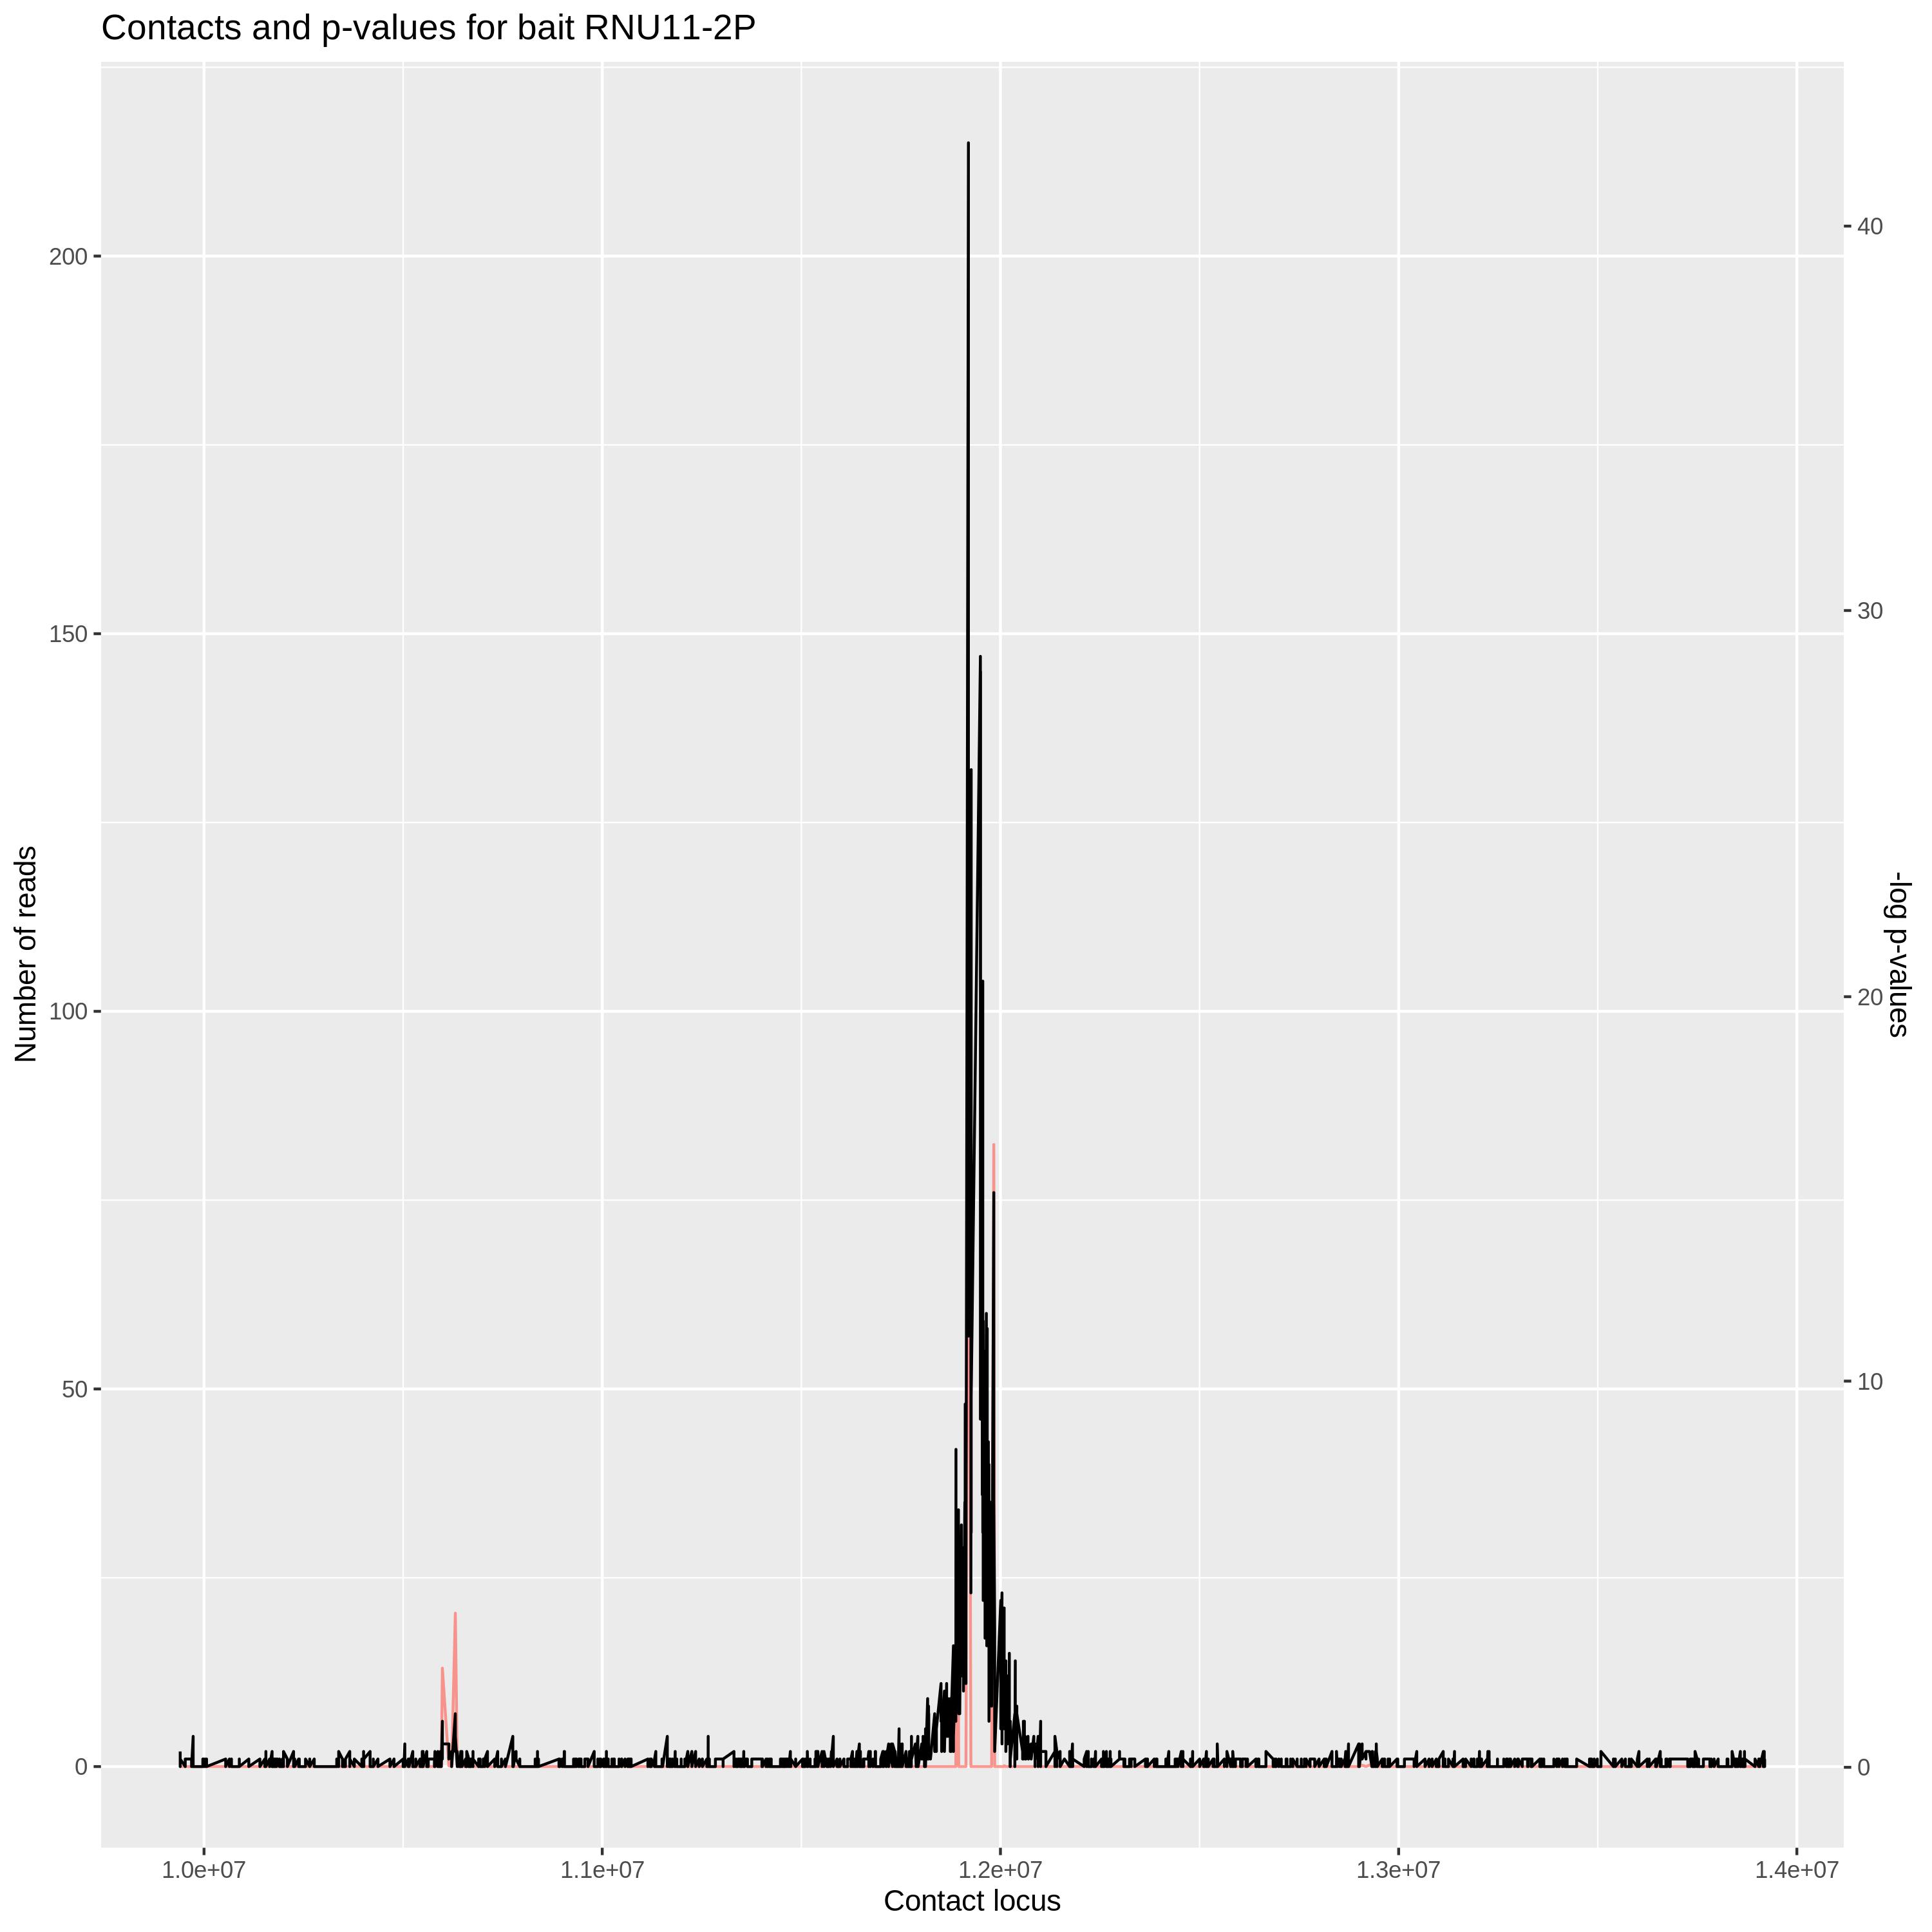 Contacts and p-values for bait RNU11-2P
200
150
100
50
0
Number of reads
40
30
20
10
0
-log p-values
1.0e+07
1.1e+07
1.2e+07
1.3e+07
1.4e+07
Contact locus